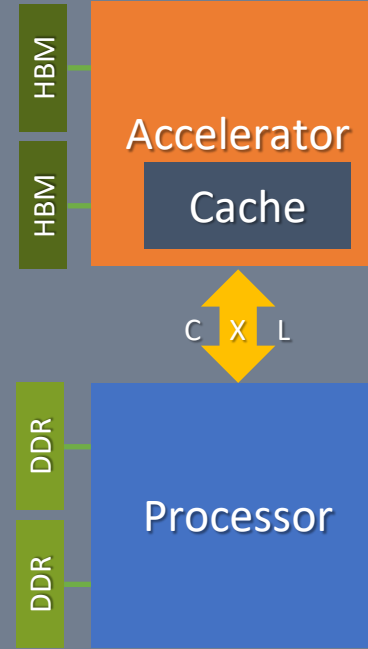 HBM
HBM
Accelerator
Cache
C X L
DDR
DDR
Processor